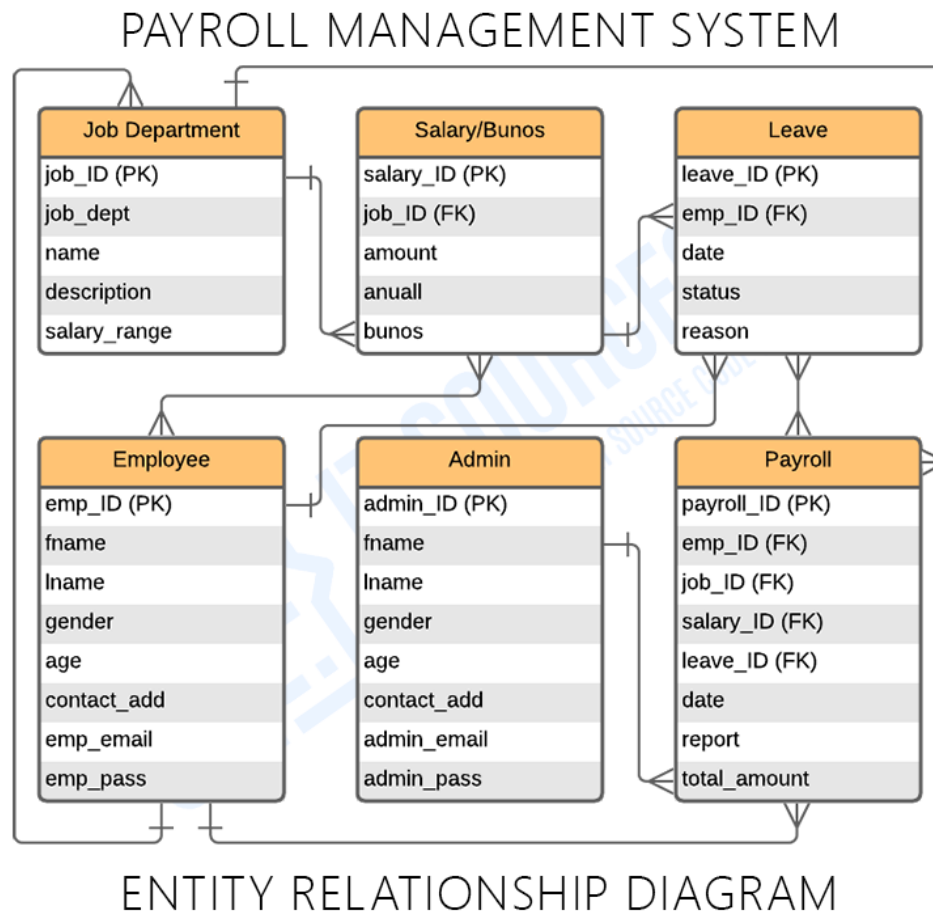 PAYROLL MANAGEMENT SYSTEM
Job Department
job_ID (PK)
job_dept
name
description
salary_range
Salary/Bunos
salary_ID (PK)
job_ID (FK)
amount
anuall
bunos
Leave
leave_ID (PK)
emp_ID (FK)
date
status
reason
Employee
emp_ID (PK)
fname
lname
gender
age
contact_add
emp_email
emp_pass
Admin
admin_ID (PK)
fname
lname
gender
age
contact_add
admin_email
admin_pass
Payroll
payroll_ID (PK)
emp_ID (FK)
job_ID (FK)
salary_ID (FK)
leave_ID (FK)
date
report
total_amount
SOURCE CODE
ENTITY RELATIONSHIP DIAGRAM